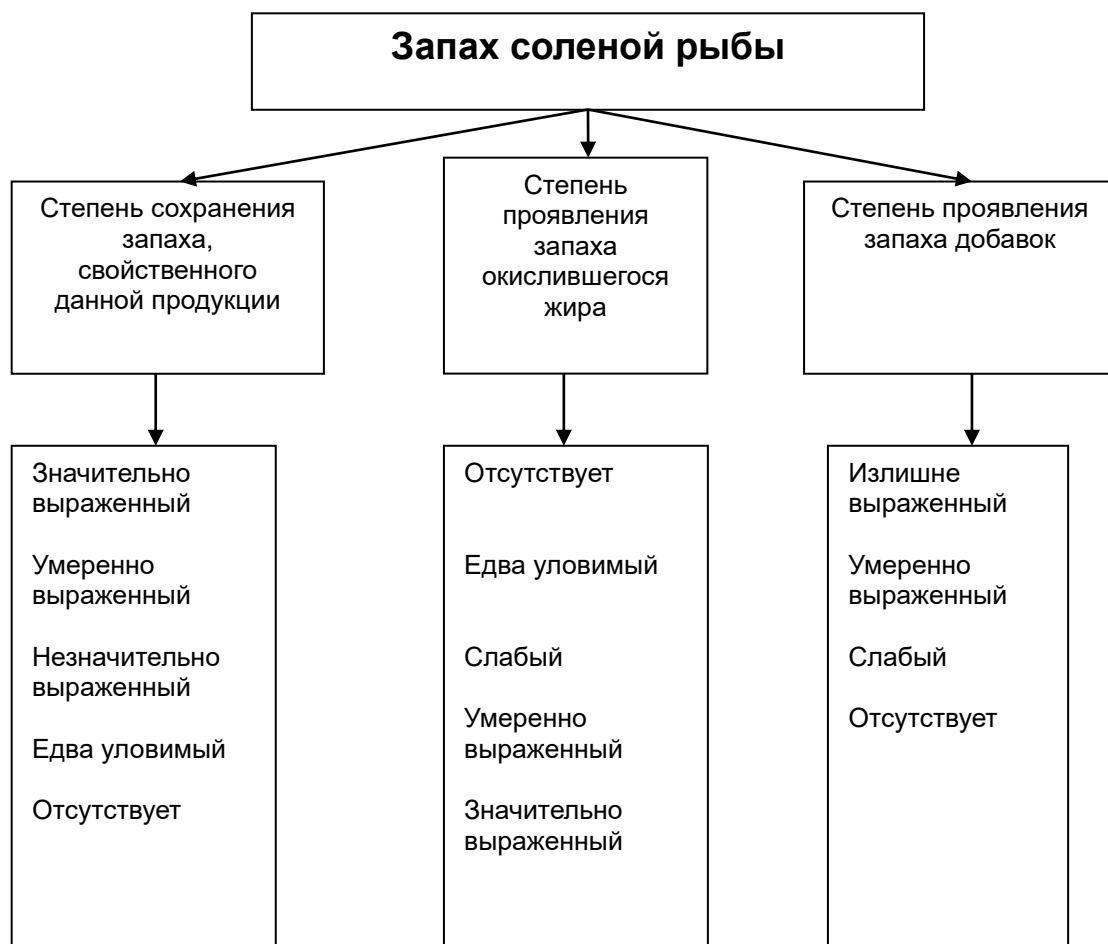 Запах соленой рыбы
Степень сохранения
запаха,
свойственного
данной продукции
Степень
проявления
запаха
окислившегося
жира
Степень проявления
запаха добавок
Значительно
выраженный
Умеренно
выраженный
Незначительно
выраженный
Едва уловимый
Отсутствует
Отсутствует
Едва уловимый
Слабый
Умеренно
выраженный
Значительно
выраженный
Излишне
выраженный
Умеренно
выраженный
Слабый
Отсутствует